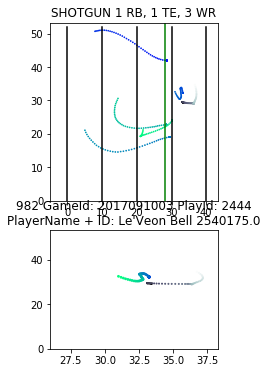 SHOTGUN 1 RB, 1 TE, 3 WR
50
40
30
20
10
0
0 10 20 30 40
982 GameId: 2017091003 PlayId: 2444
PlayerName + ID: Le'Veon Bell 2540175.0
40
20
0
27.5 30.0 32.5 35.0 37.5